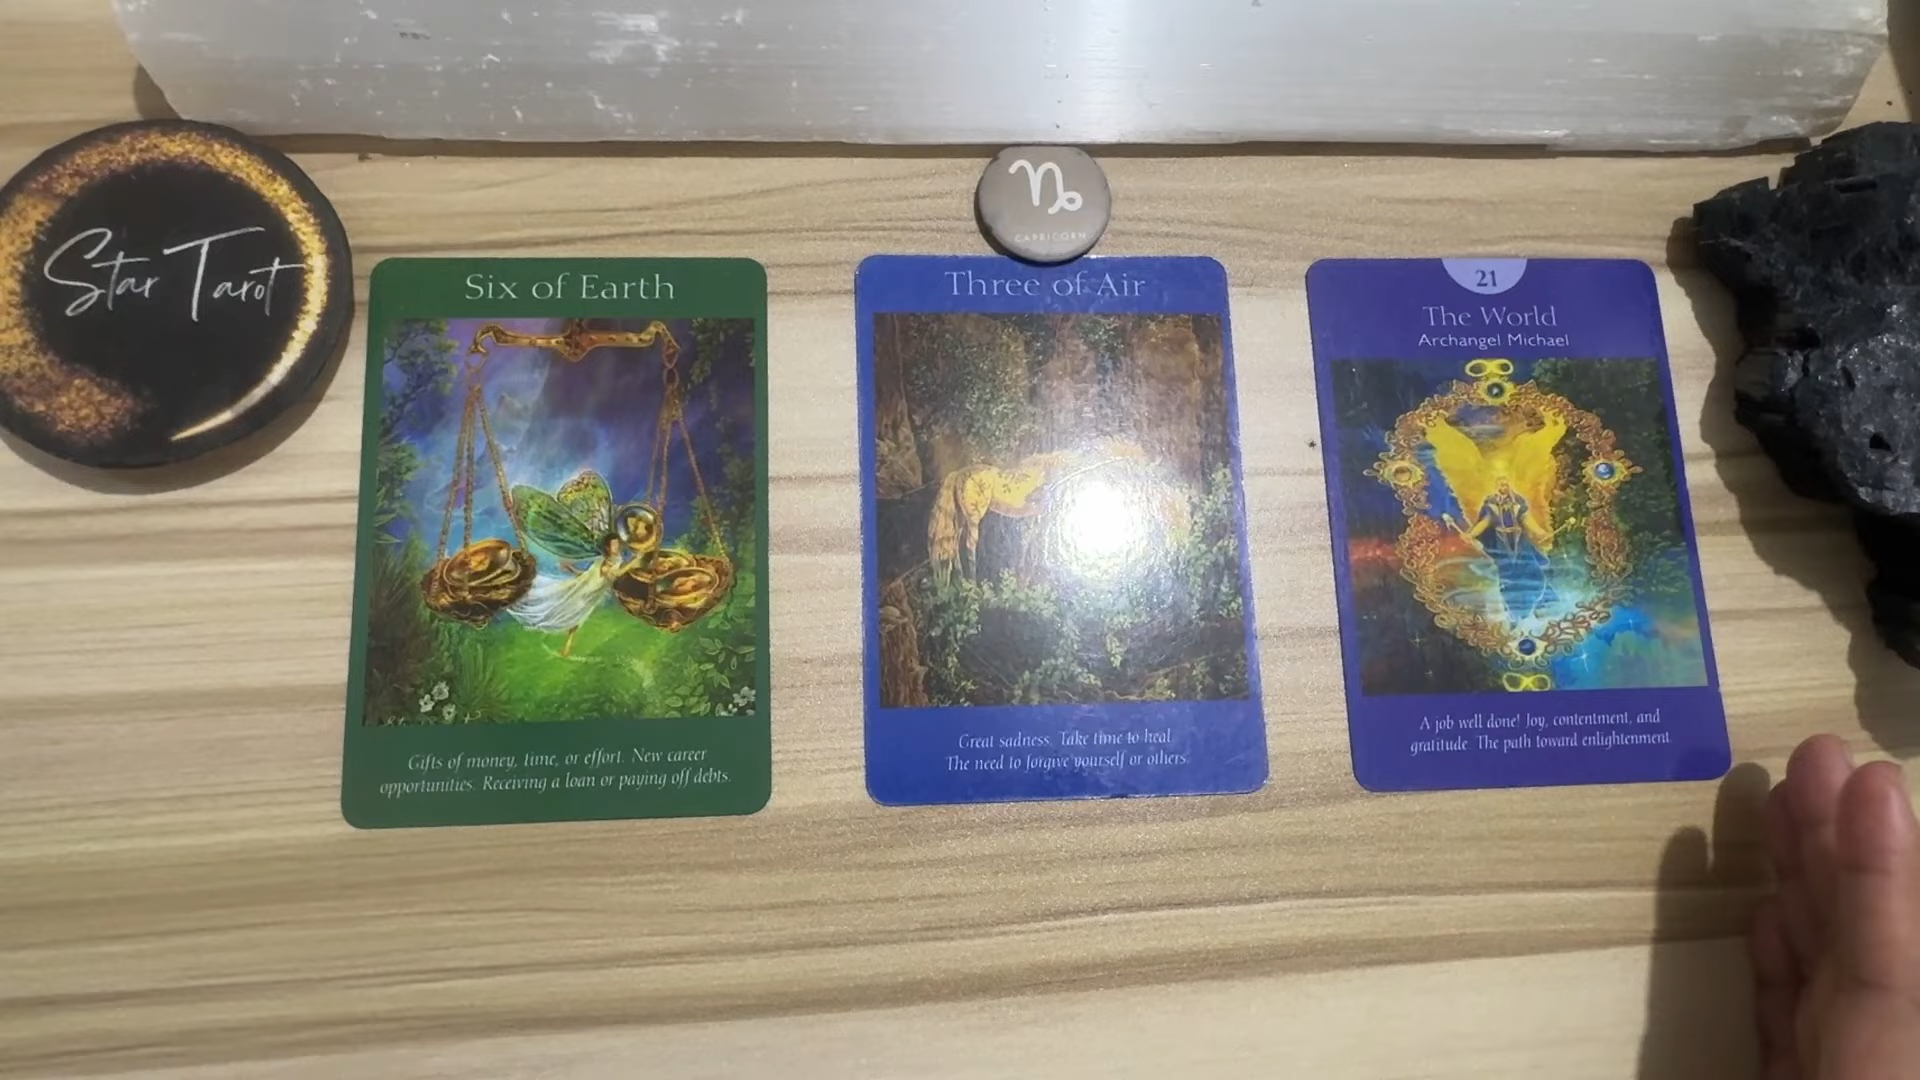 Star Tarot
CAPRICORN
Six of Earth
Gifts of money, time, or effort. New career
opportunities. Receiving a loan or paying off debts.
Three of Air
Great sadness. Take time to heal.
The need to forgive yourself or others.
21
The World
Archangel Michael
A job well done! Joy, contentment, and
gratitude. The path toward enlightenment.